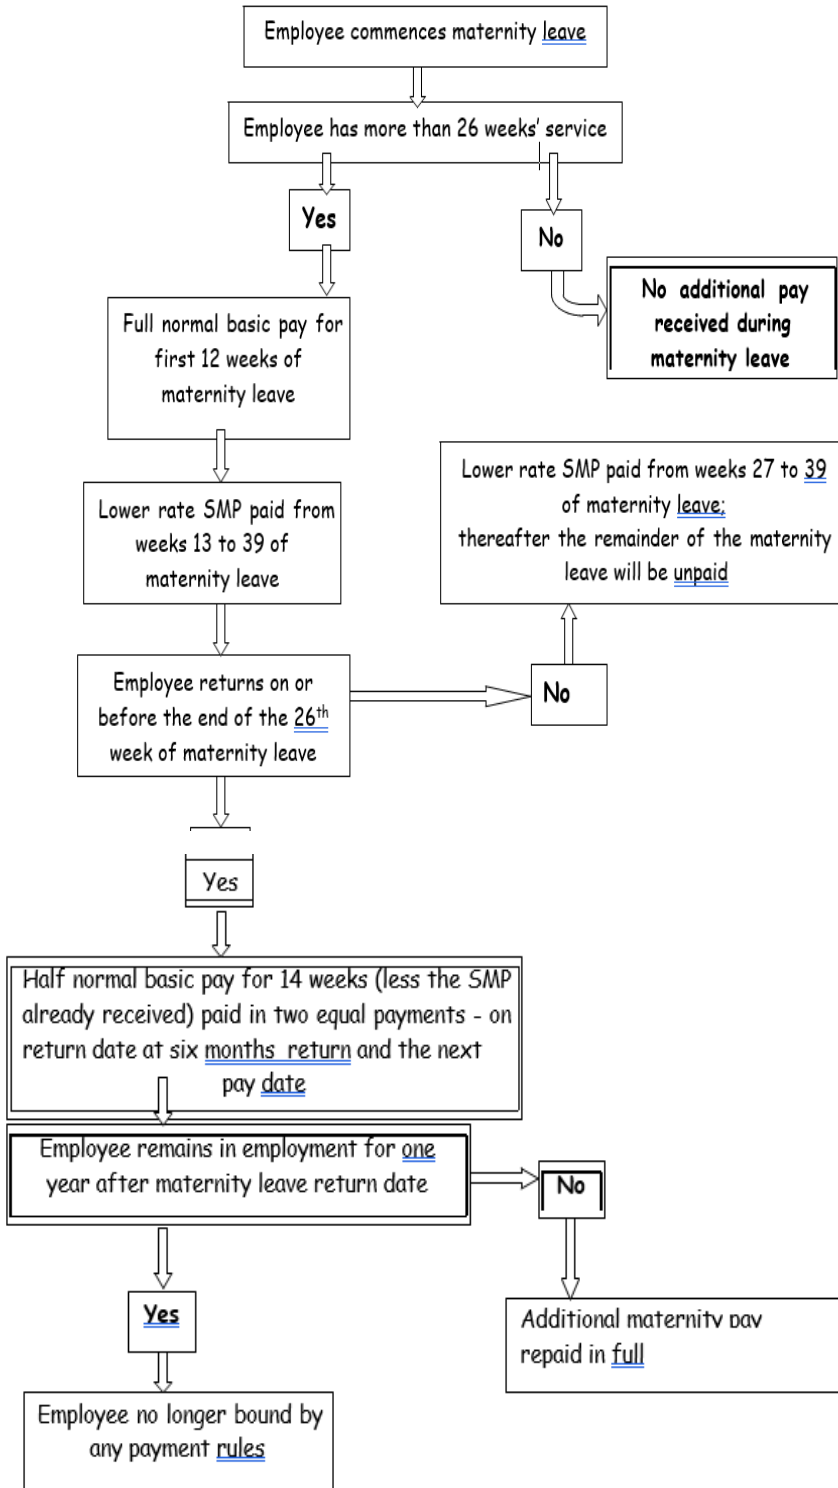 Employee commences maternity leave
Employee has more than 26 weeks' service
Yes
No
No additional pay
received during
maternity leave
Full normal basic pay for
first 12 weeks of
maternity leave
Lower rate SMP paid from weeks 27 to 39
of maternity leave;
thereafter the remainder of the maternity
leave will be unpaid
Lower rate SMP paid from
weeks 13 to 39 of
maternity leave
Employee returns on or
before the end of the 26th
week of maternity leave
No
Yes
Half normal basic pay for 14 weeks (less the SMP
already received) paid in two equal payments - on
return date at six months return and the next
pay date
Employee remains in employment for one
year after maternity leave return date
No
Yes
Additional maternity pay
repaid in full
Employee no longer bound by
any payment rules